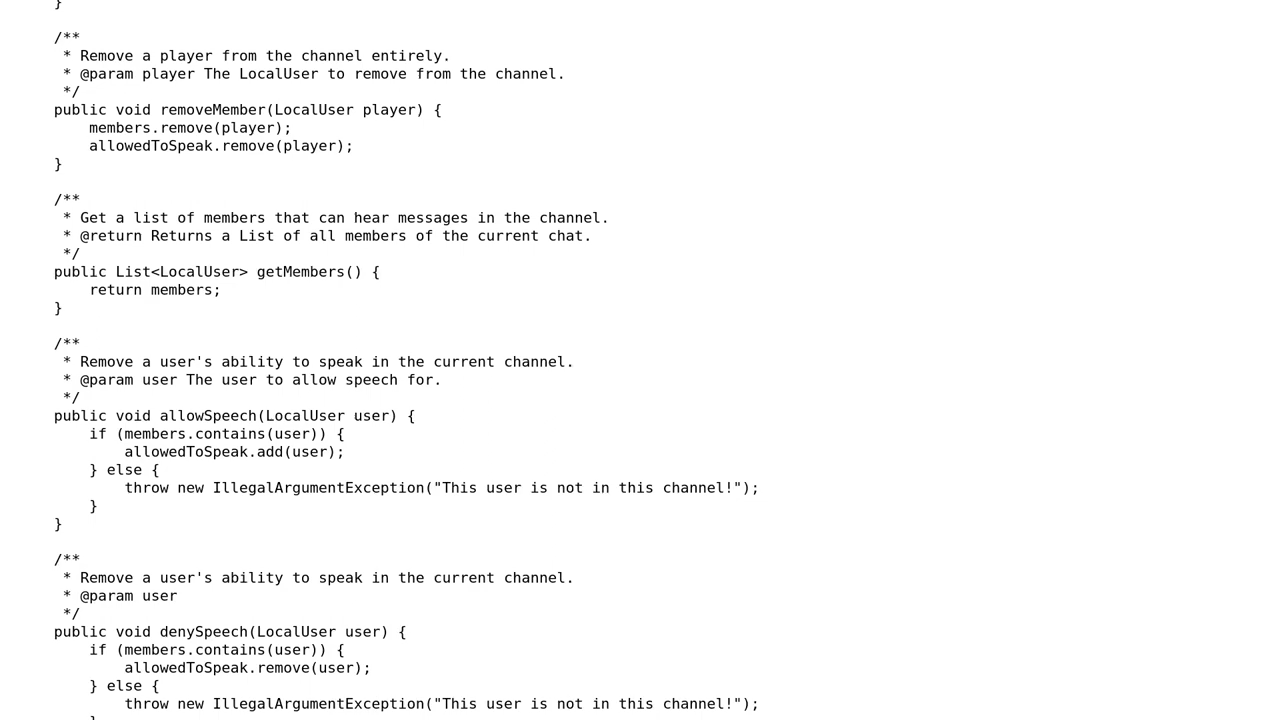 }

/**
 * Remove a player from the channel entirely.
 * @param player The LocalUser to remove from the channel.
 */
public void removeMember(LocalUser player) {
    members.remove(player);
    allowedToSpeak.remove(player);
}

/**
 * Get a list of members that can hear messages in the channel.
 * @return Returns a List of all members of the current chat.
 */
public List<LocalUser> getMembers() {
    return members;
}

/**
 * Remove a user's ability to speak in the current channel.
 * @param user The user to allow speech for.
 */
public void allowSpeech(LocalUser user) {
    if (members.contains(user)) {
        allowedToSpeak.add(user);
    } else {
        throw new IllegalArgumentException("This user is not in this channel!");
    }
}

/**
 * Remove a user's ability to speak in the current channel.
 * @param user
 */
public void denySpeech(LocalUser user) {
    if (members.contains(user)) {
        allowedToSpeak.remove(user);
    } else {
        throw new IllegalArgumentException("This user is not in this channel!");
    }